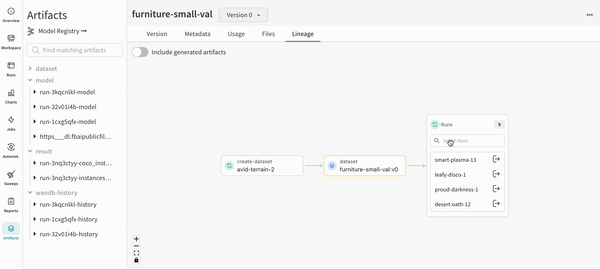 Overview
Workspace
Runs
Charts
Jobs
Automations
Sweeps
Reports
Artifacts
Artifacts
Model Registry
Find matching artifacts
dataset
model
run-3kqcnlkl-model
run-32v01i4b-model
run-1cxg5qfx-model
https___dl.fbaipublicfil...
result
run-3nq3ctyy-coco_inst...
run-3nq3ctyy-instances...
wandb-history
run-3kqcnlkl-history
run-1cxg5qfx-history
run-32v01i4b-history
furniture-small-val
Version 0
Version
Metadata
Usage
Files
Lineage
Include generated artifacts
create-dataset
avid-terrain-2
dataset
furniture-small-val:v0
Runs
9
smart-plasma-13
leafy-disco-1
proud-darkness-1
desert-oath-12